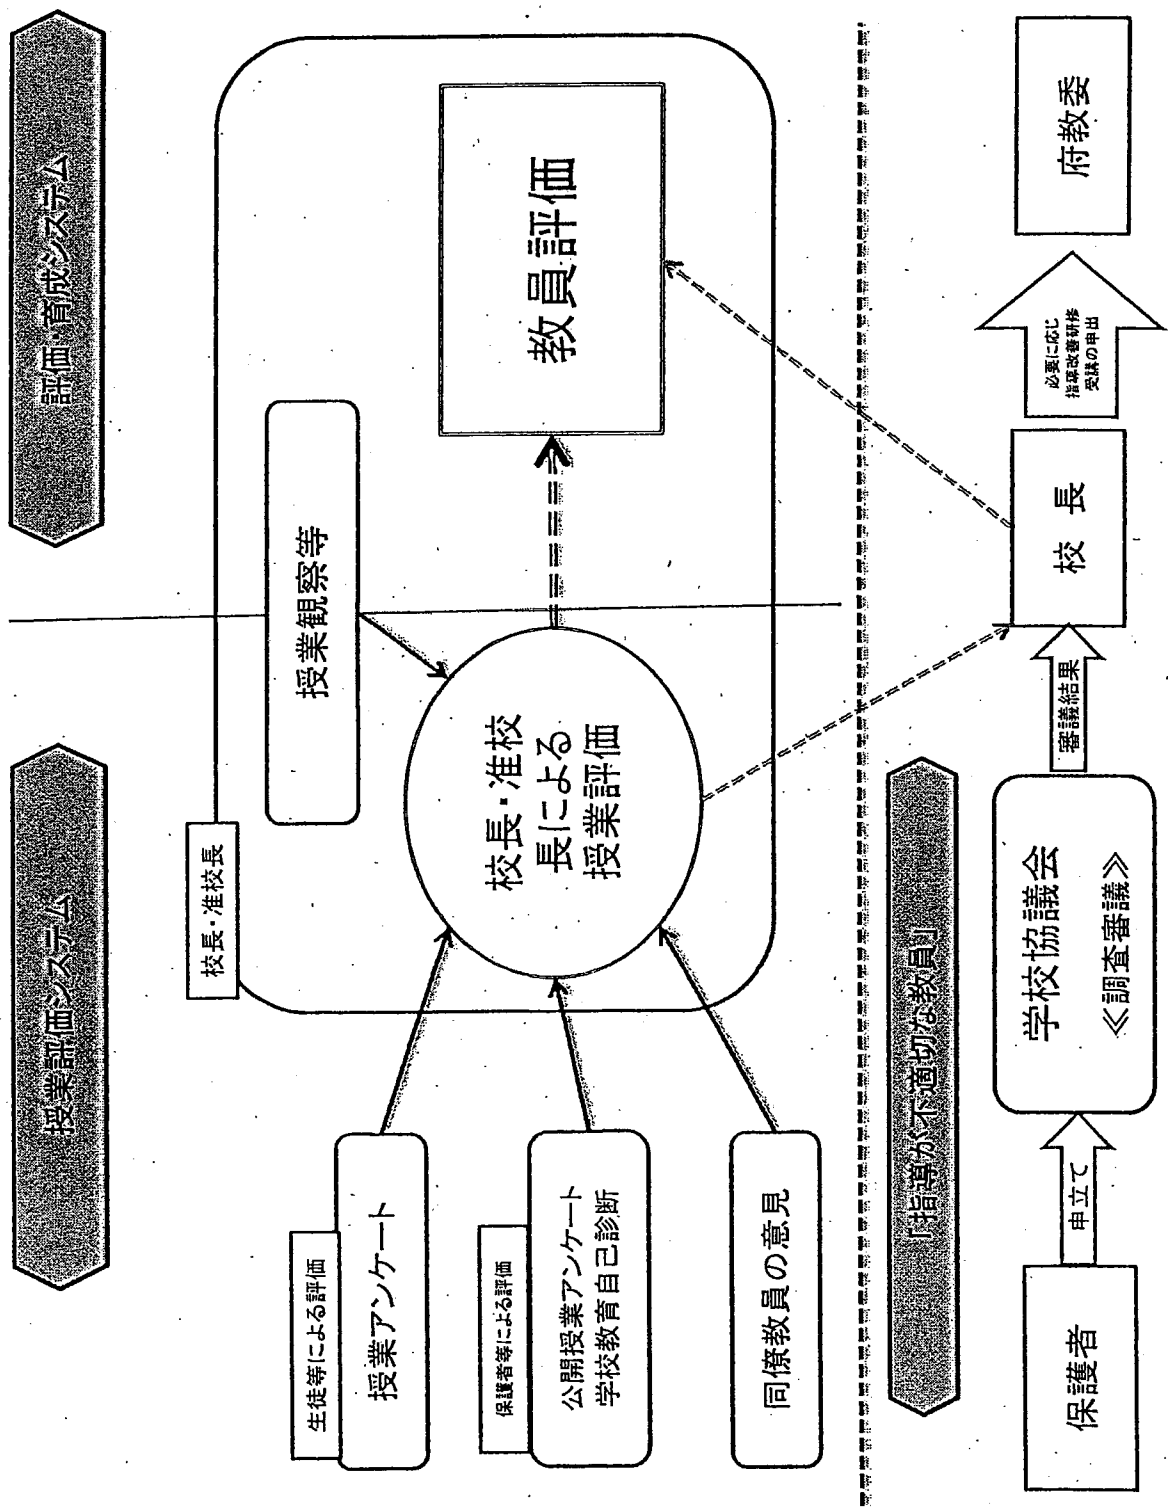 授業評価システム
評価・育成システム
校長・准校長
授業観察等
生徒等による評価
授業アンケート
保護者等による評価
公開授業アンケート
学校教育自己診断
同僚教員の意見
校長・准校
長による
授業評価
教員評価
「指導が不適切な教員」
保護者
申立て
学校協議会
≪調査審議≫
審議結果
校　長
必要に応じ
指導改善研修
受講の申出
府教委